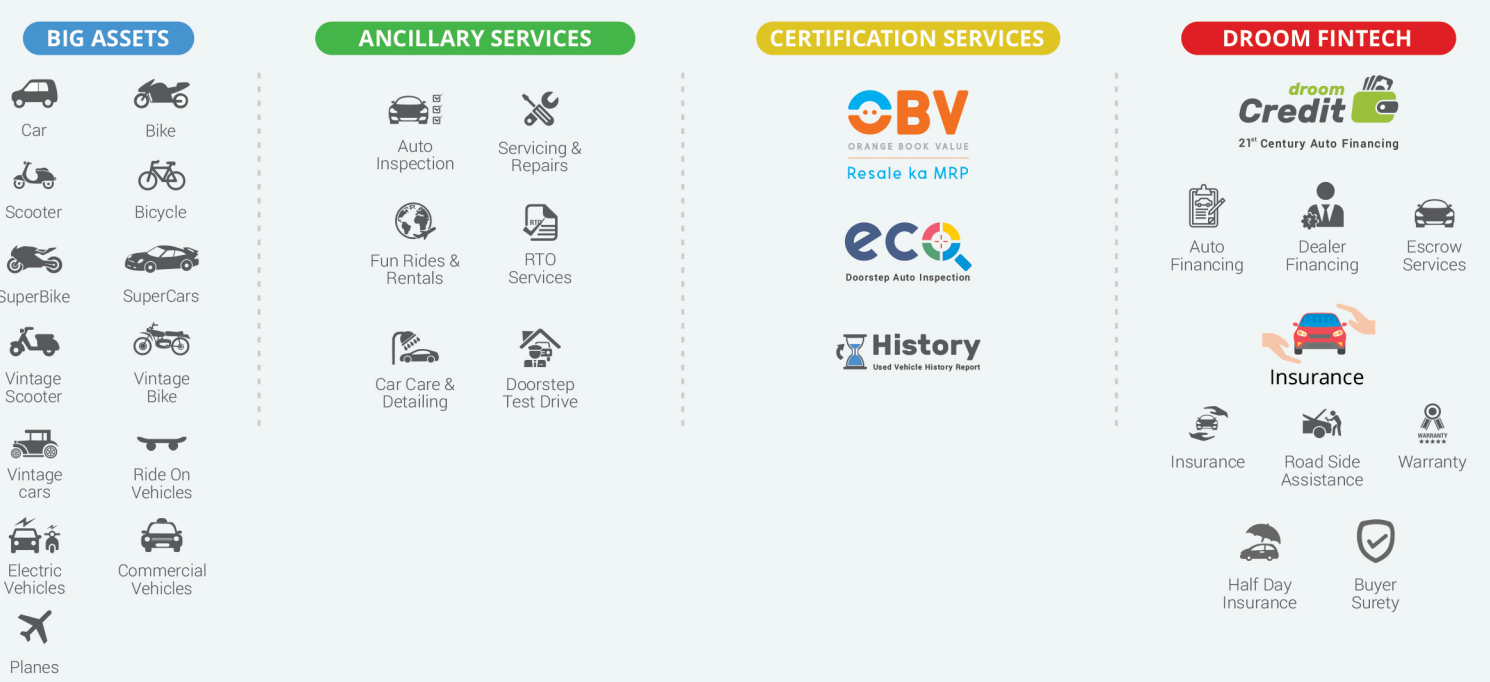 BIG ASSETS
Car
Bike
Scooter
Bicycle
SuperBike
SuperCars
Vintage
Scooter
Vintage
Bike
Vintage
cars
Ride On
Vehicles
Electric
Vehicles
Commercial
Vehicles
Planes
ANCILLARY SERVICES
Auto
Inspection
Servicing &
Repairs
Fun Rides &
Rentals
RTO
RTO
Services
Car Care &
Detailing
Doorstep
Test Drive
CERTIFICATION SERVICES
OBV
ORANGE BOOK VALUE
Resale ka MRP
eco
Doorstep Auto Inspection
History
Used Vehicle History Report
DROOM FINTECH
droom
Credit
21st Century Auto Financing
Auto
Financing
Dealer
Financing
Escrow
Services
Insurance
Insurance
Road Side
Assistance
WARRANTY
Warranty
Half Day
Insurance
Buyer
Surety